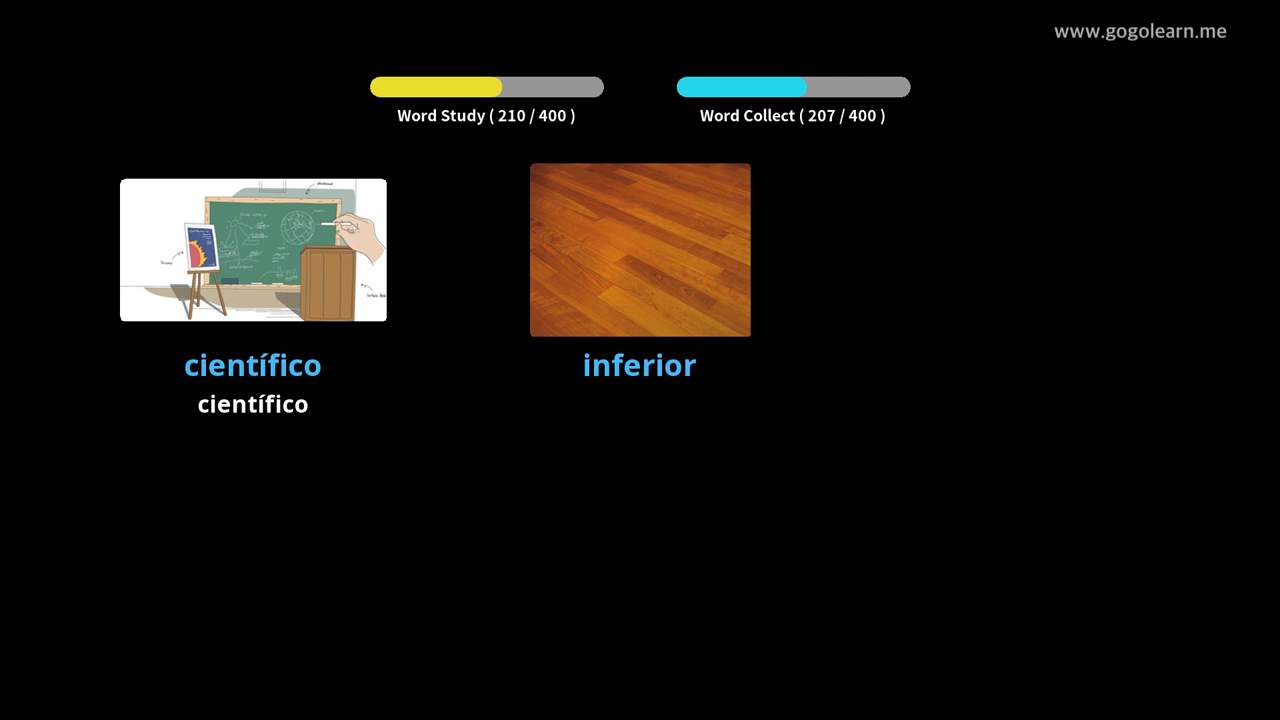 www.gogolearn.me
Word Study ( 210 / 400 )
Word Collect ( 207 / 400 )
científico
científico
inferior